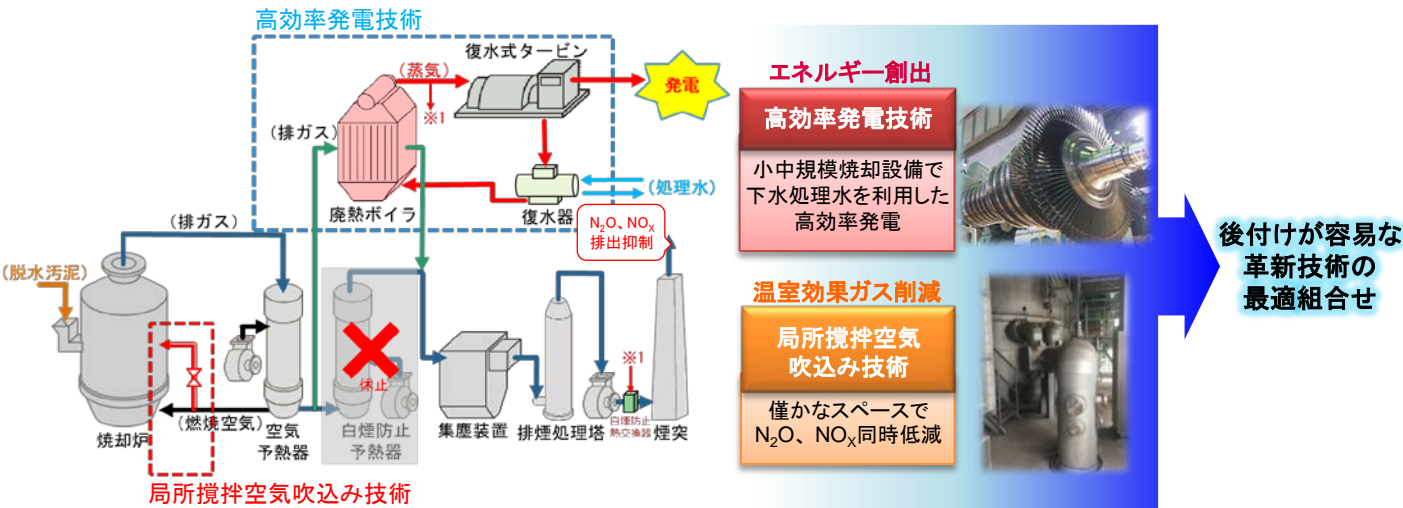 高効率発電技術
復水式タービン
(蒸気)
発電
※1
(排ガス)
(処理水)
廃熱ボイラ
復水器
N₂O、NOX
排出抑制
(排ガス)
(脱水汚泥)
休止
※1
(燃焼空気)
焼却炉
空気
予熱器
白煙防止
予熱器
集塵装置
排煙処理塔
白煙防止
熱交換器
煙突
局所撹拌空気吹込み技術
エネルギー創出
高効率発電技術
小中規模焼却設備で
下水処理水を利用した
高効率発電
温室効果ガス削減
局所撹拌空気
吹込み技術
僅かなスペースで
N₂O、NOX同時低減
後付けが容易な
革新技術の
最適組合せ